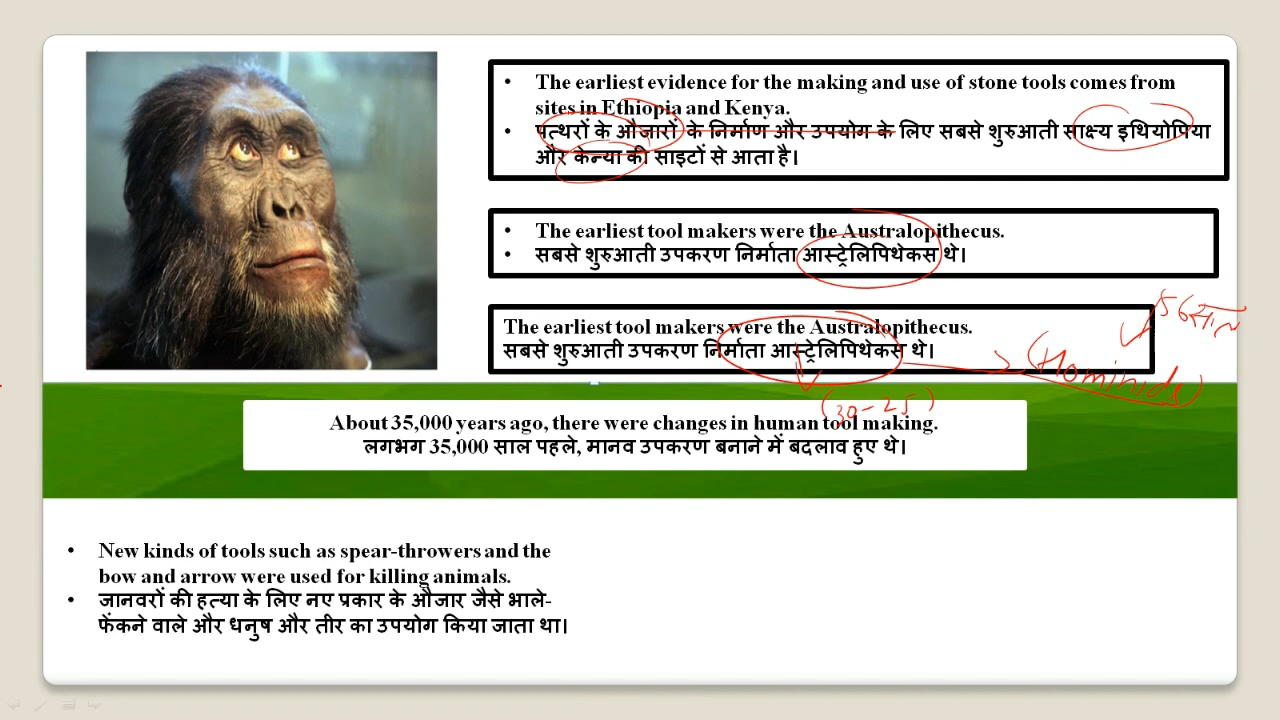 • The earliest evidence for the making and use of stone tools comes from
sites in Ethiopia and Kenya.
• पत्थरों के औजारों के निर्माण और उपयोग के लिए सबसे शुरुआती साक्ष्य इथियोपिया
और केन्या की साइटों से आता है।
• The earliest tool makers were the Australopithecus.
• सबसे शुरुआती उपकरण निर्माता आस्ट्रेलिपिथेकस थे।
The earliest tool makers were the Australopithecus.
सबसे शुरुआती उपकरण निर्माता आस्ट्रेलिपिथेकस थे।
56
(Hominids)
(30-25)
About 35,000 years ago, there were changes in human tool making.
लगभग 35,000 साल पहले, मानव उपकरण बनाने में बदलाव हुए थे।
• New kinds of tools such as spear-throwers and the
bow and arrow were used for killing animals.
• जानवरों की हत्या के लिए नए प्रकार के औजार जैसे भाले-
फेंकने वाले और धनुष और तीर का उपयोग किया जाता था।